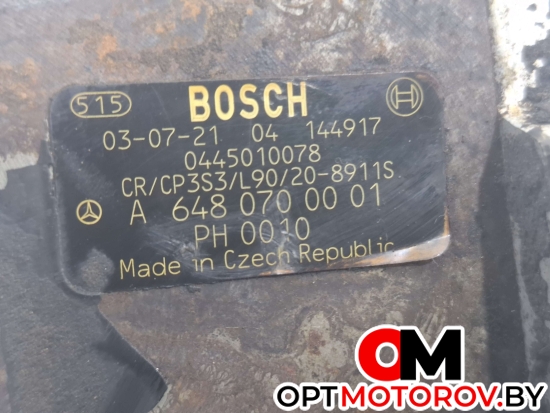 515 BOSCH
03-07-21 04 144917
0445010078
CR/CP3S3/L90/20-8911S
A 648 070 00 01
PH 0010
Made in Czech Republic
OM
OPTMOTOROV.BY